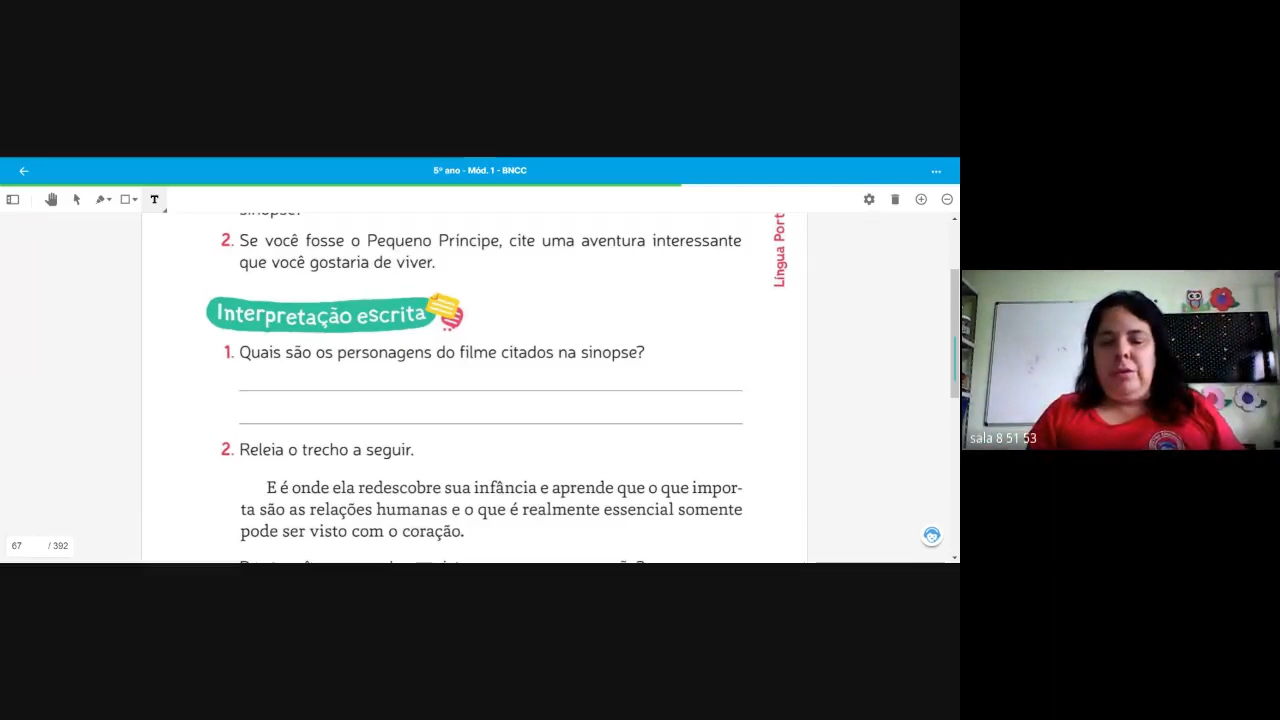 5º ano - Mód. 1 - BNCC
T
sinopse?
2. Se você fosse o Pequeno Príncipe, cite uma aventura interessante
que você gostaria de viver.
Língua Port
Interpretação escrita
1. Quais são os personagens do filme citados na sinopse?
2. Releia o trecho a seguir.
E é onde ela redescobre sua infância e aprende que o que impor-
ta são as relações humanas e o que é realmente essencial somente
pode ser visto com o coração.
67 / 392
sala 8 51 53